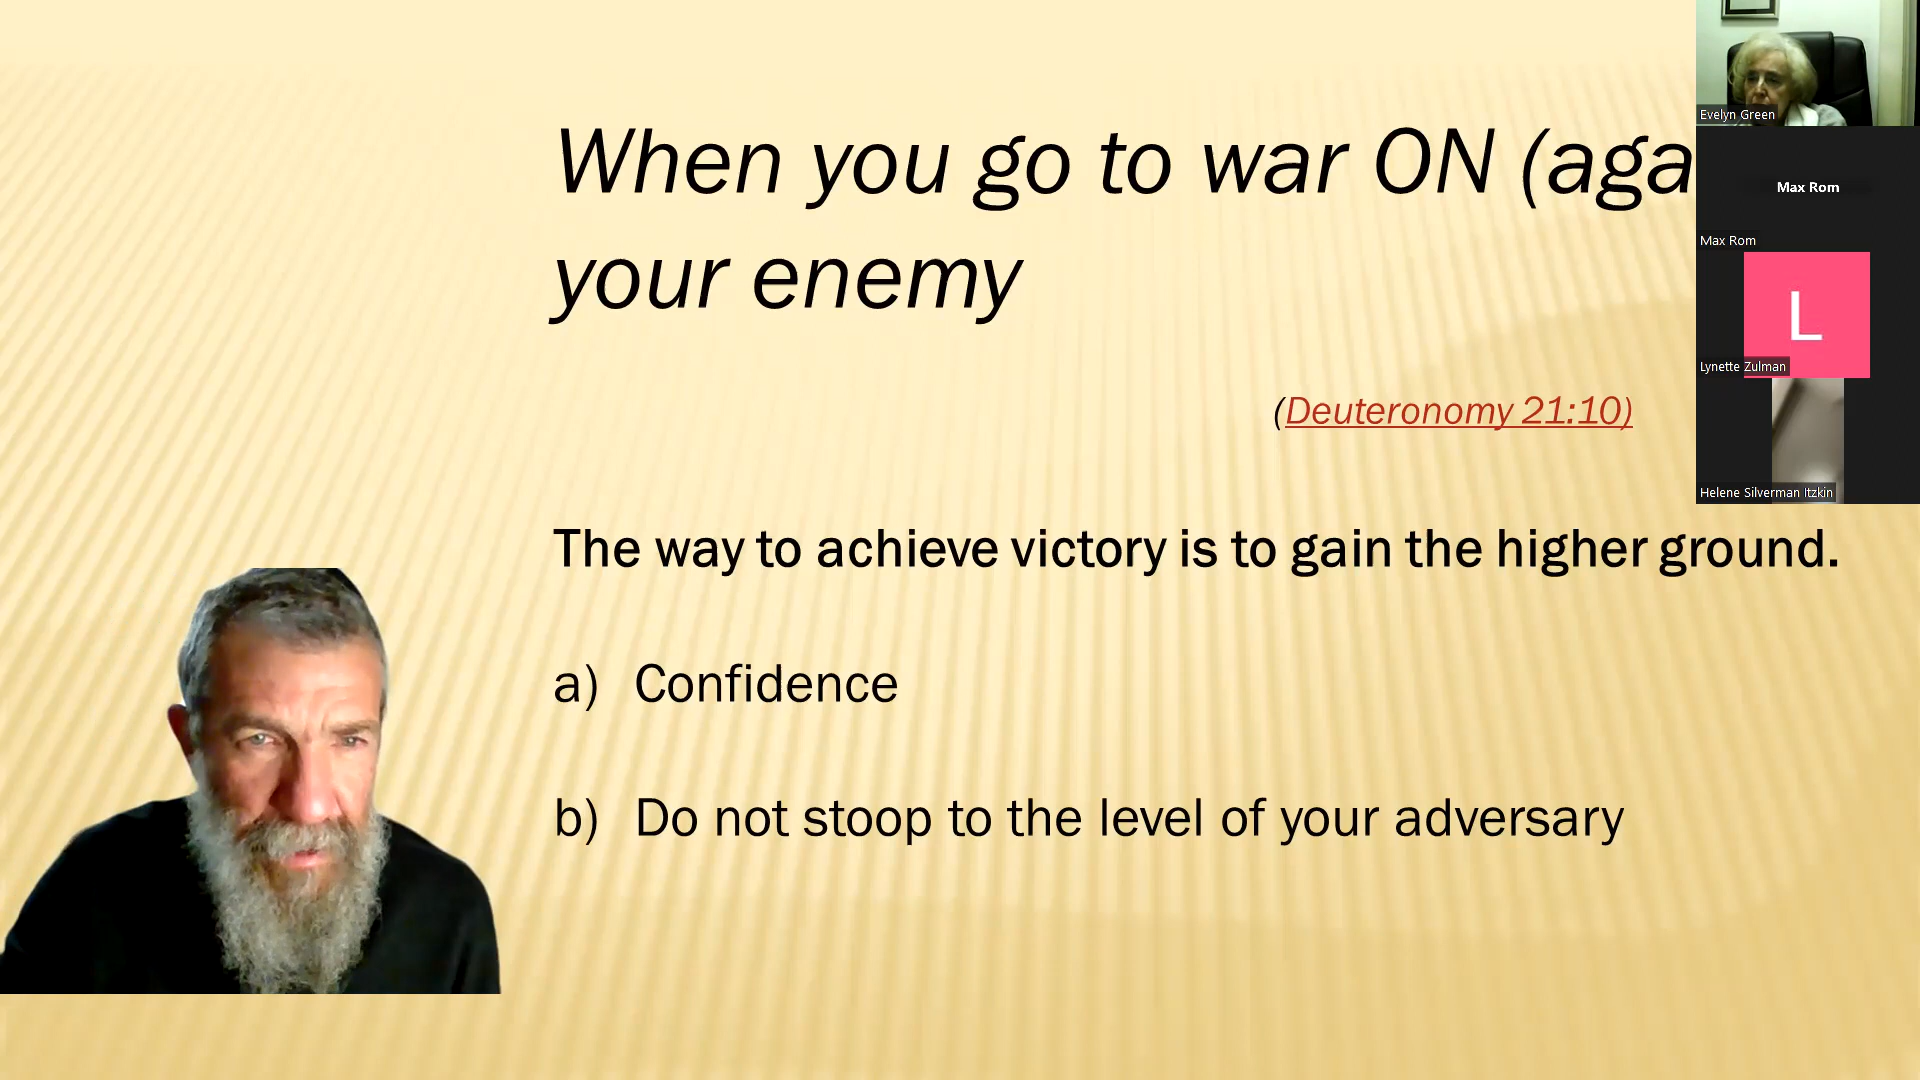 When you go to war ON (aga
your enemy
(Deuteronomy 21:10)
The way to achieve victory is to gain the higher ground.
a) Confidence
b) Do not stoop to the level of your adversary
Evelyn Green
Max Rom
Max Rom
L
Lynette Zulman
Helene Silverman Itzkin